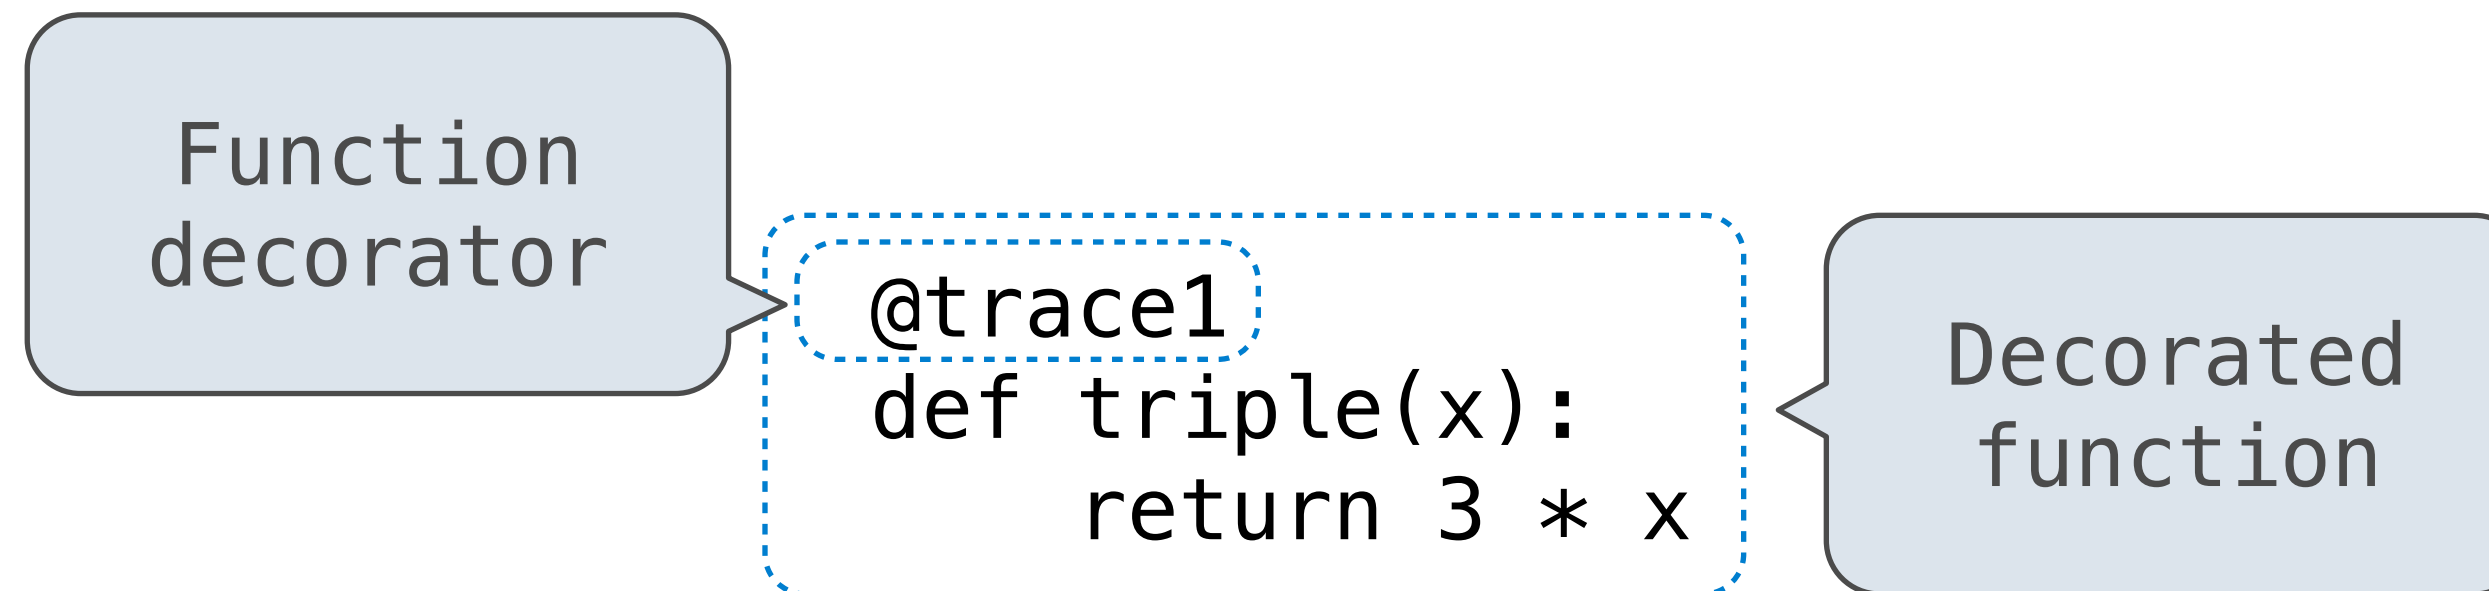 Function
decorator
@trace1
def triple(x):
    return 3 * x
Decorated
function